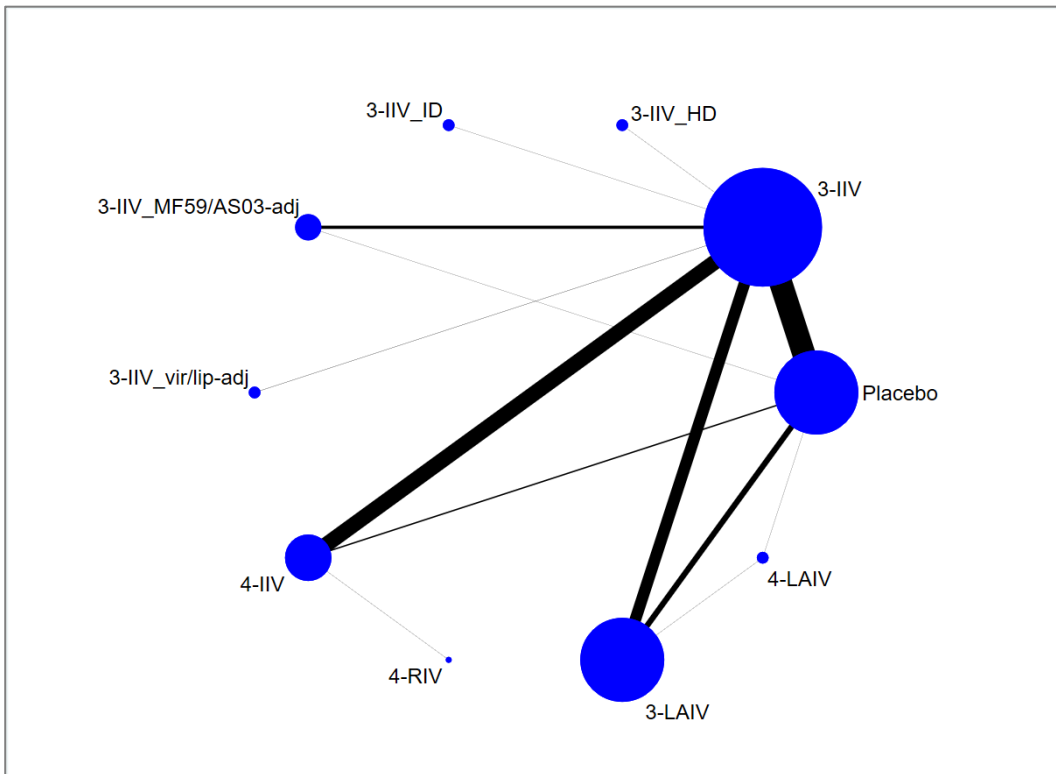 3-IIV_ID
3-IIV_HD
3-IIV
3-IIV_MF59/AS03-adj
3-IIV_vir/lip-adj
Placebo
4-IIV
4-LAIV
4-RIV
3-LAIV